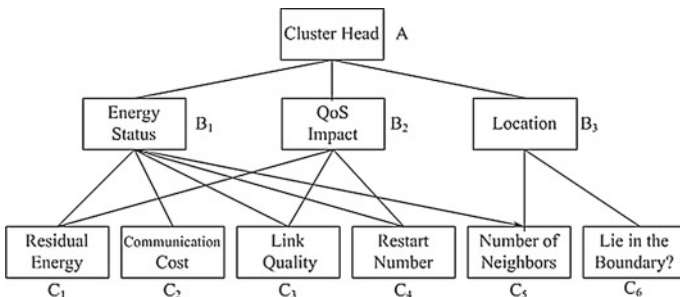 Cluster Head A
Energy
Status
B1
QoS
Impact
B2
Location
B3
Residual
Energy
Communication
Cost
Link
Quality
Restart
Number
Number of
Neighbors
Lie in the
Boundary?
C1
C2
C3
C4
C5
C6